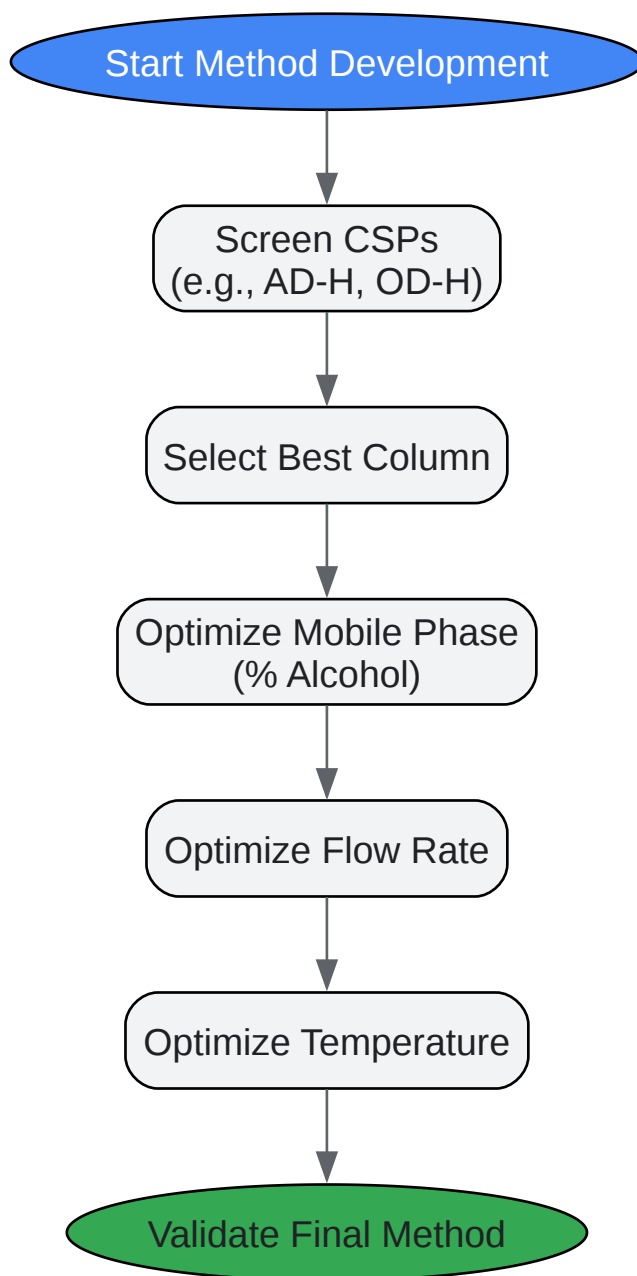 Start Method Development
Screen CSPs
(e.g., AD-H, OD-H)
Select Best Column
Optimize Mobile Phase
(% Alcohol)
Optimize Flow Rate
Optimize Temperature
Validate Final Method